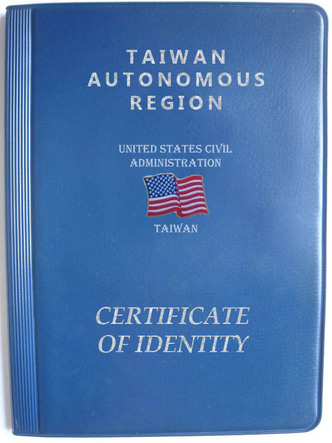 TAIWAN
AUTONOMOUS
REGION
UNITED STATES CIVIL
ADMINISTRATION
TAIWAN
CERTIFICATE
OF IDENTITY